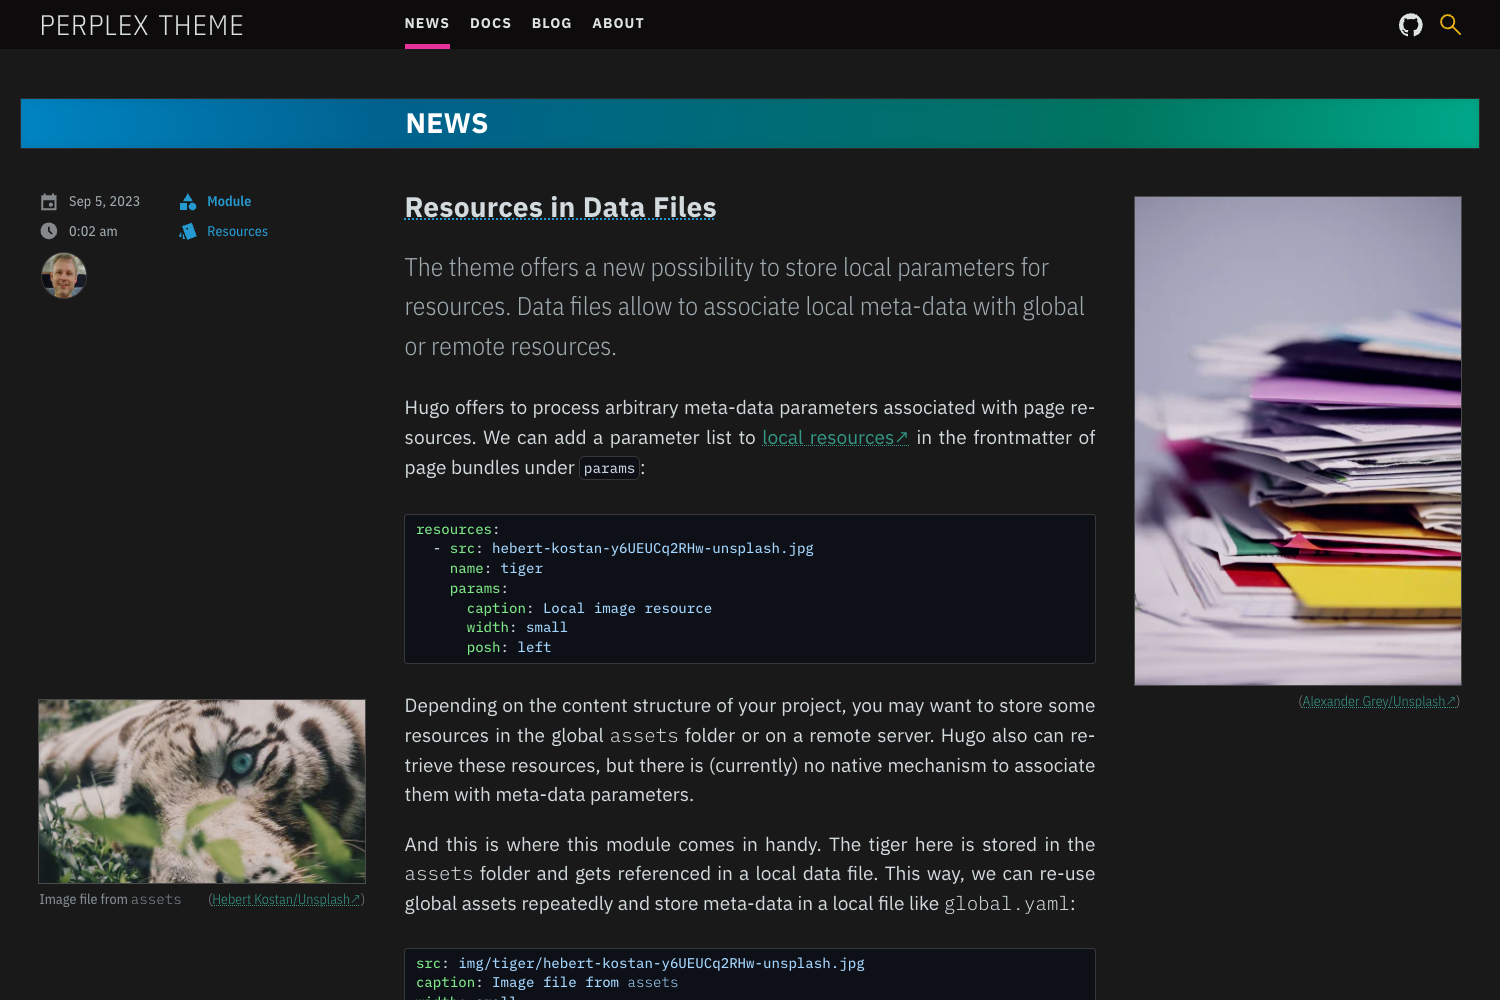 PERPLEX THEME
NEWS DOCS BLOG ABOUT
NEWS
Sep 5, 2023 Module
0:02 am Resources
Resources in Data Files
The theme offers a new possibility to store local parameters for
resources. Data files allow to associate local meta-data with global
or remote resources.
Hugo offers to process arbitrary meta-data parameters associated with page re-
sources. We can add a parameter list to local resources↗ in the frontmatter of
page bundles under params:
resources:
  - src: hebert-kostan-y6UEUCq2RHw-unsplash.jpg
    name: tiger
    params:
      caption: Local image resource
      width: small
      posh: left
(Alexander Grey/Unsplash↗)
Depending on the content structure of your project, you may want to store some
resources in the global assets folder or on a remote server. Hugo also can re-
trieve these resources, but there is (currently) no native mechanism to associate
them with meta-data parameters.
Image file from assets (Hebert Kostan/Unsplash↗)
And this is where this module comes in handy. The tiger here is stored in the
assets folder and gets referenced in a local data file. This way, we can re-use
global assets repeatedly and store meta-data in a local file like global.yaml:
src: img/tiger/hebert-kostan-y6UEUCq2RHw-unsplash.jpg
caption: Image file from assets
width: small